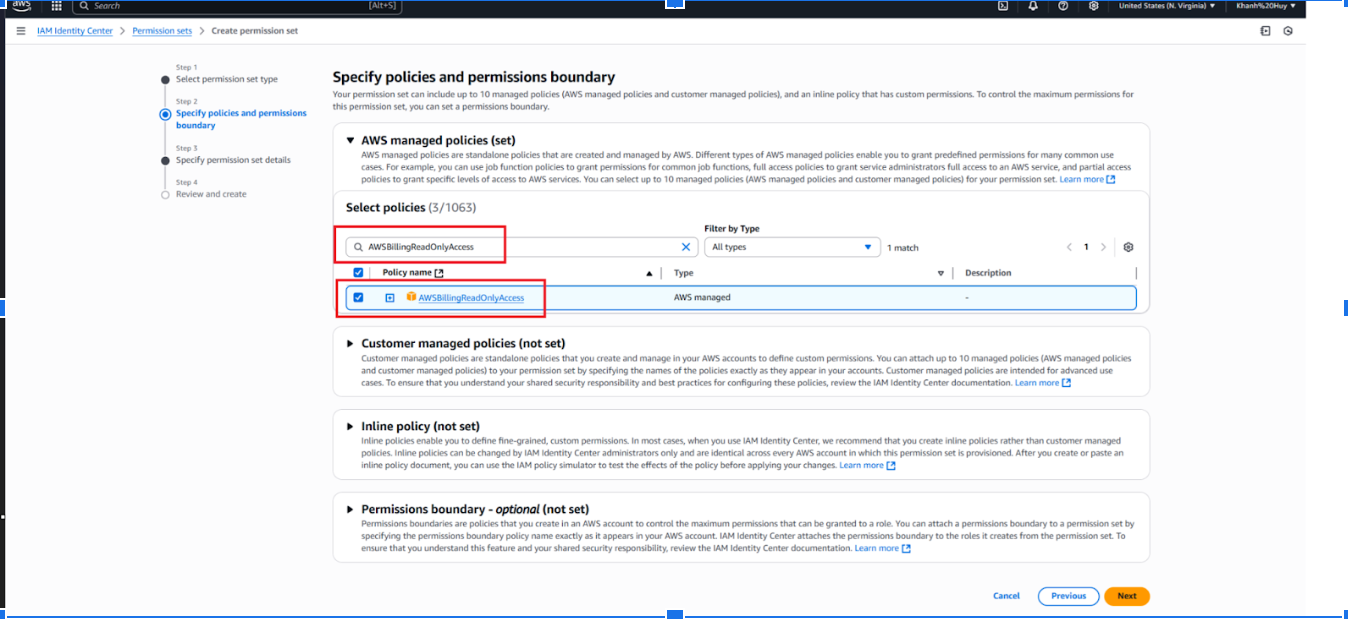 aws
Search
[Alt+S]
United States (N. Virginia) ▼
Khanh%20Huy ▼
IAM Identity Center > Permission sets > Create permission set
Step 1
Select permission set type
Step 2
Specify policies and permissions
boundary
Step 3
Specify permission set details
Step 4
Review and create
Specify policies and permissions boundary
Your permission set can include up to 10 managed policies (AWS managed policies and customer managed policies), and an inline policy that has custom permissions. To control the maximum permissions for
this permission set, you can set a permissions boundary.
AWS managed policies (set)
AWS managed policies are standalone policies that are created and managed by AWS. Different types of AWS managed policies enable you to grant predefined permissions for many common use
cases. For example, you can use job function policies to grant permissions for common job functions, full access policies to grant service administrators full access to an AWS service, and partial access
policies to grant specific levels of access to AWS services. You can select up to 10 managed policies (AWS managed policies and customer managed policies) for your permission set. Learn more
Select policies (3/1063)
Filter by Type
AWSBillingReadOnlyAccess
All types
1 match
< 1 >
Policy name
Type
Description
AWSBillingReadOnlyAccess
AWS managed
-
Customer managed policies (not set)
Customer managed policies are standalone policies that you create and manage in your AWS accounts to define custom permissions. You can attach up to 10 managed policies (AWS managed policies
and customer managed policies) to your permission set by specifying the names of the policies exactly as they appear in your accounts. Customer managed policies are intended for advanced use
cases. To ensure that you understand your shared security responsibility and best practices for configuring these policies, review the IAM Identity Center documentation. Learn more
Inline policy (not set)
Inline policies enable you to define fine-grained, custom permissions. In most cases, when you use IAM Identity Center, we recommend that you create inline policies rather than customer managed
policies. Inline policies can be changed by IAM Identity Center administrators only and are identical across every AWS account in which this permission set is provisioned. After you create or paste an
inline policy document, you can use the IAM policy simulator to test the effects of the policy before applying your changes. Learn more
Permissions boundary - optional (not set)
Permissions boundaries are policies that you create in an AWS account to control the maximum permissions that can be granted to a role. You can attach a permissions boundary to a permission set by
specifying the permissions boundary policy name exactly as it appears in your AWS account. IAM Identity Center attaches the permissions boundary to the roles it creates from the permission set. To
ensure that you understand this feature and your shared security responsibility, review the IAM Identity Center documentation. Learn more
Cancel
Previous
Next